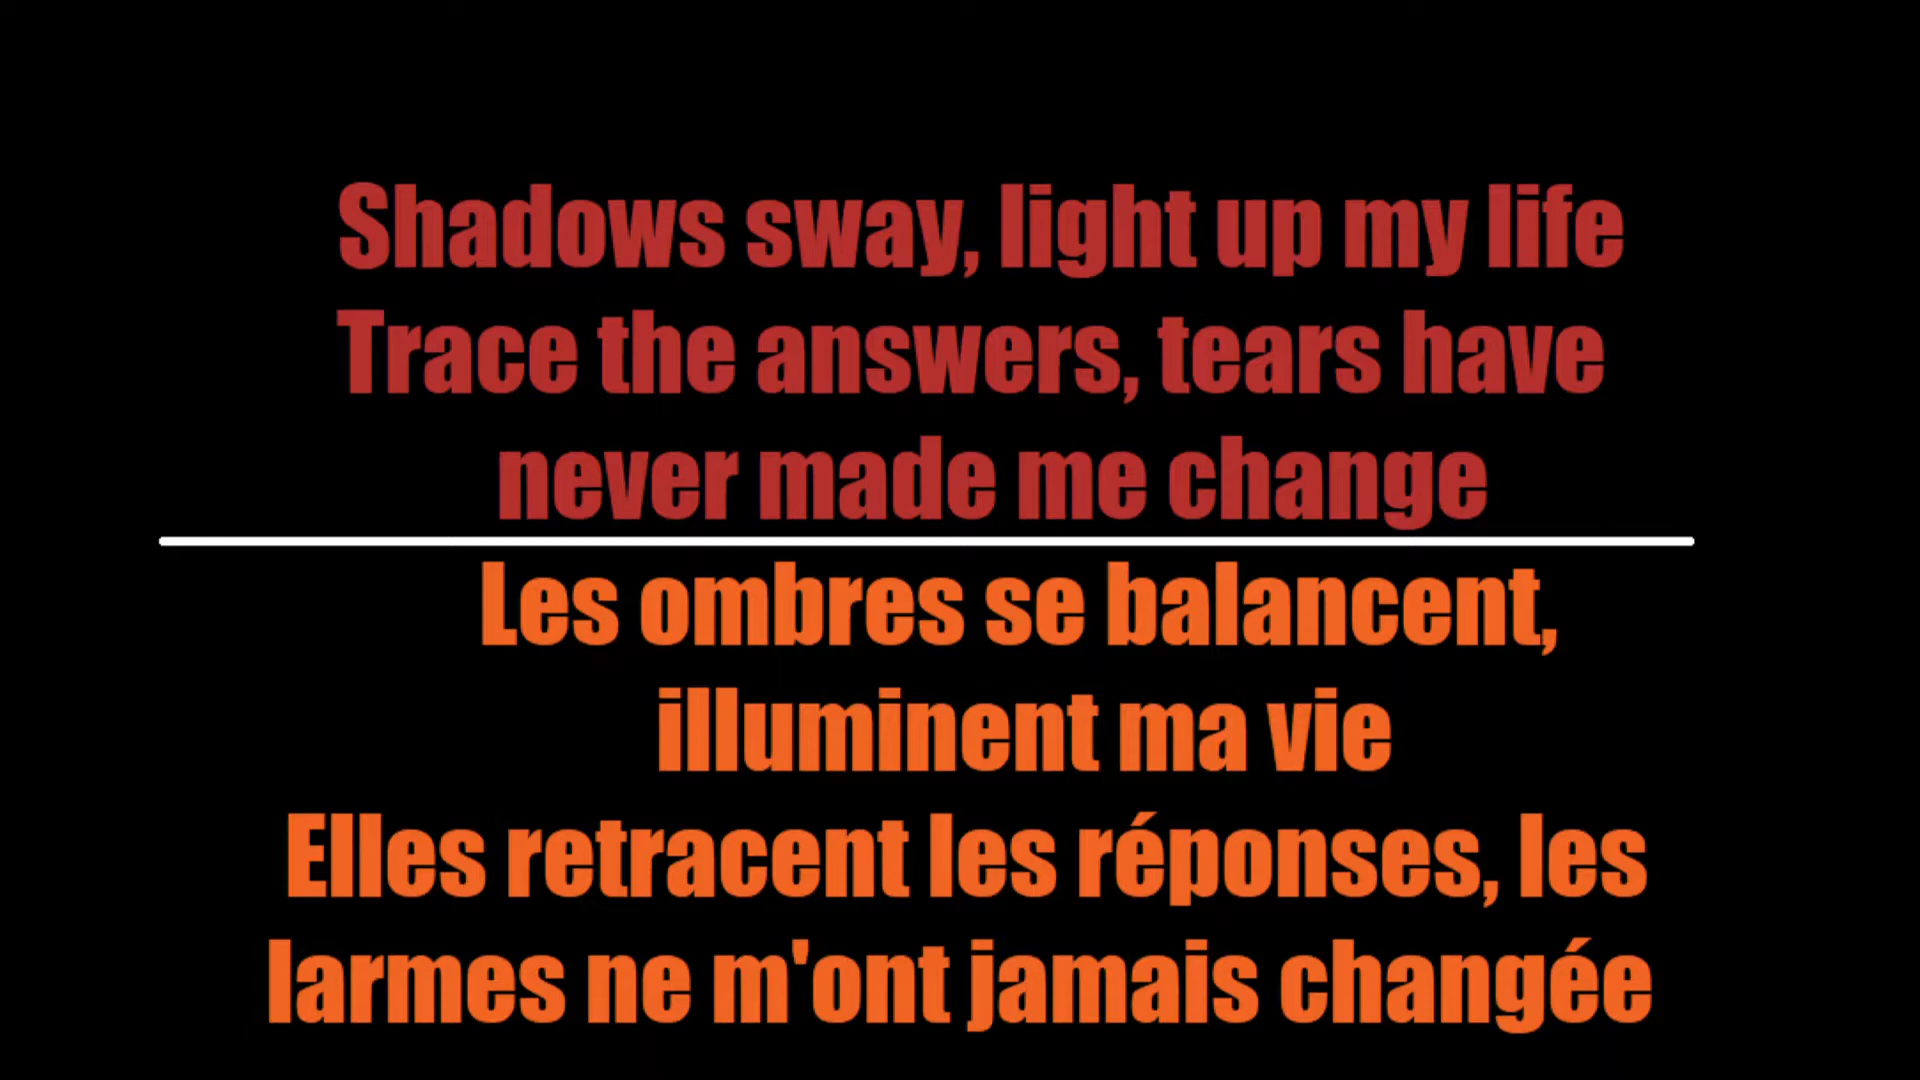 Shadows sway, light up my life
Trace the answers, tears have
never made me change
Les ombres se balancent,
illuminent ma vie
Elles retracent les réponses, les
larmes ne m'ont jamais changée